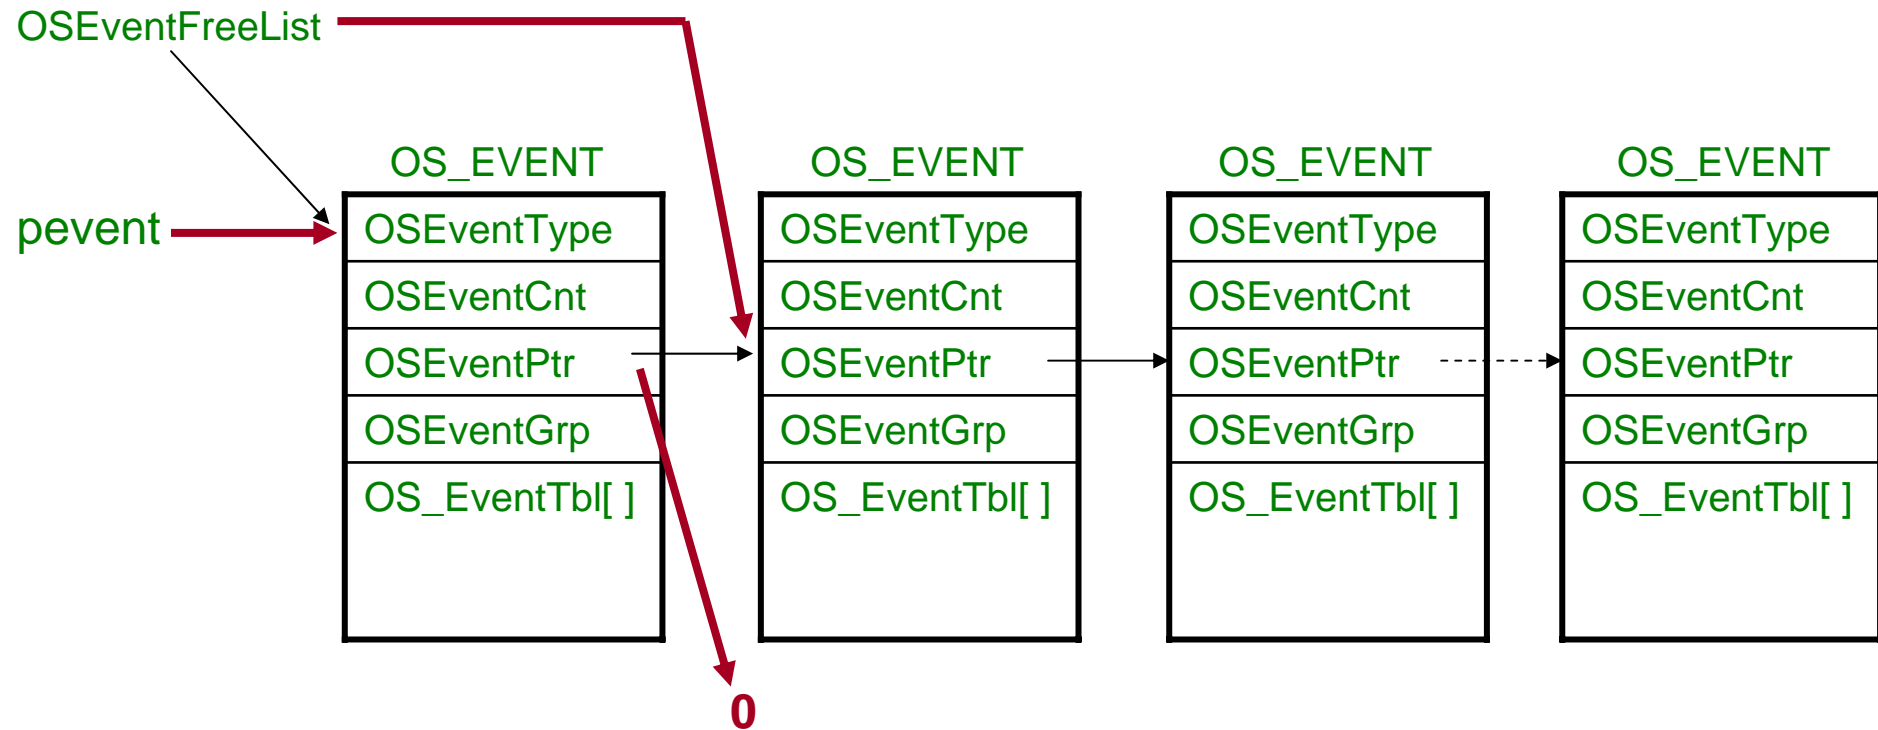 OSEventFreeList
OS_EVENT OS_EVENT OS_EVENT OS_EVENT
pevent OSEventType OSEventType OSEventType OSEventType
OSEventCnt OSEventCnt OSEventCnt OSEventCnt
OSEventPtr OSEventPtr OSEventPtr OSEventPtr
OSEventGrp OSEventGrp OSEventGrp OSEventGrp
OS_EventTbl[ ] OS_EventTbl[ ] OS_EventTbl[ ] OS_EventTbl[ ]
0